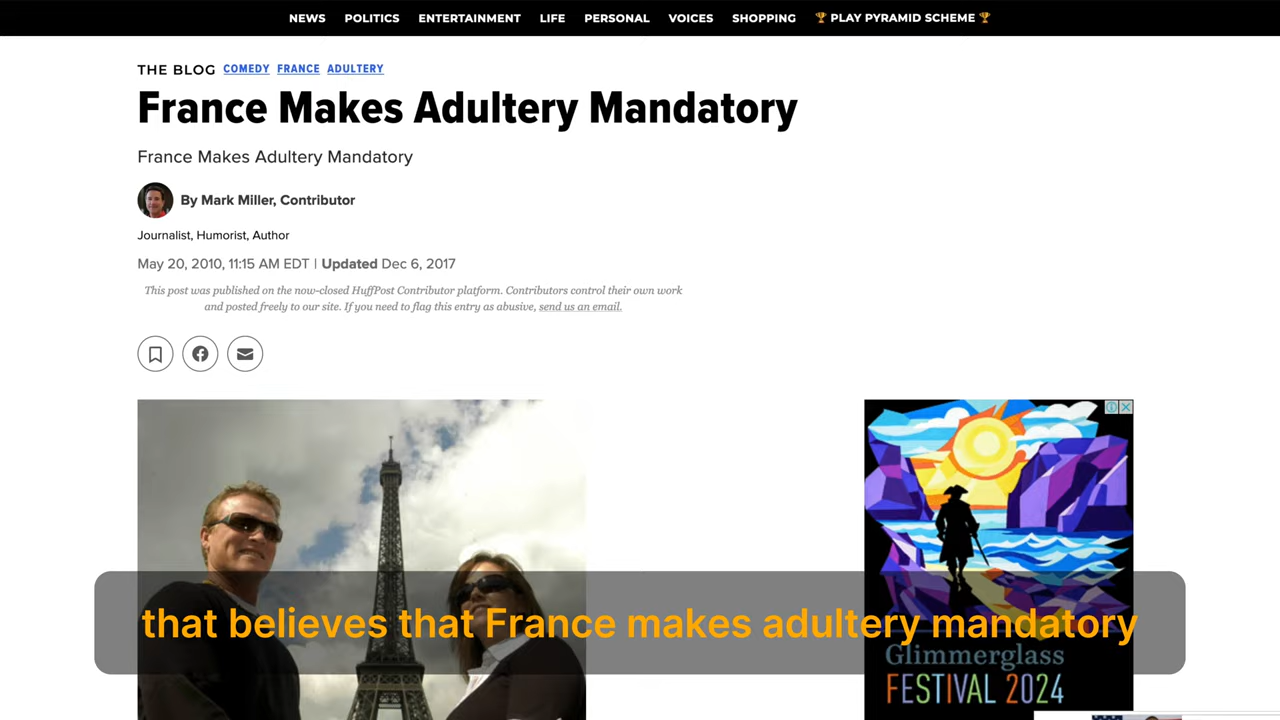 NEWS POLITICS ENTERTAINMENT LIFE PERSONAL VOICES SHOPPING 🏆 PLAY PYRAMID SCHEME 🏆
THE BLOG COMEDY FRANCE ADULTERY
France Makes Adultery Mandatory
France Makes Adultery Mandatory
By Mark Miller, Contributor
Journalist, Humorist, Author
May 20, 2010, 11:15 AM EDT | Updated Dec 6, 2017
This post was published on the now-closed HuffPost Contributor platform. Contributors control their own work
and posted freely to our site. If you need to flag this entry as abusive, send us an email.
that believes that France makes adultery mandatory
Glimmerglass
FESTIVAL 2024